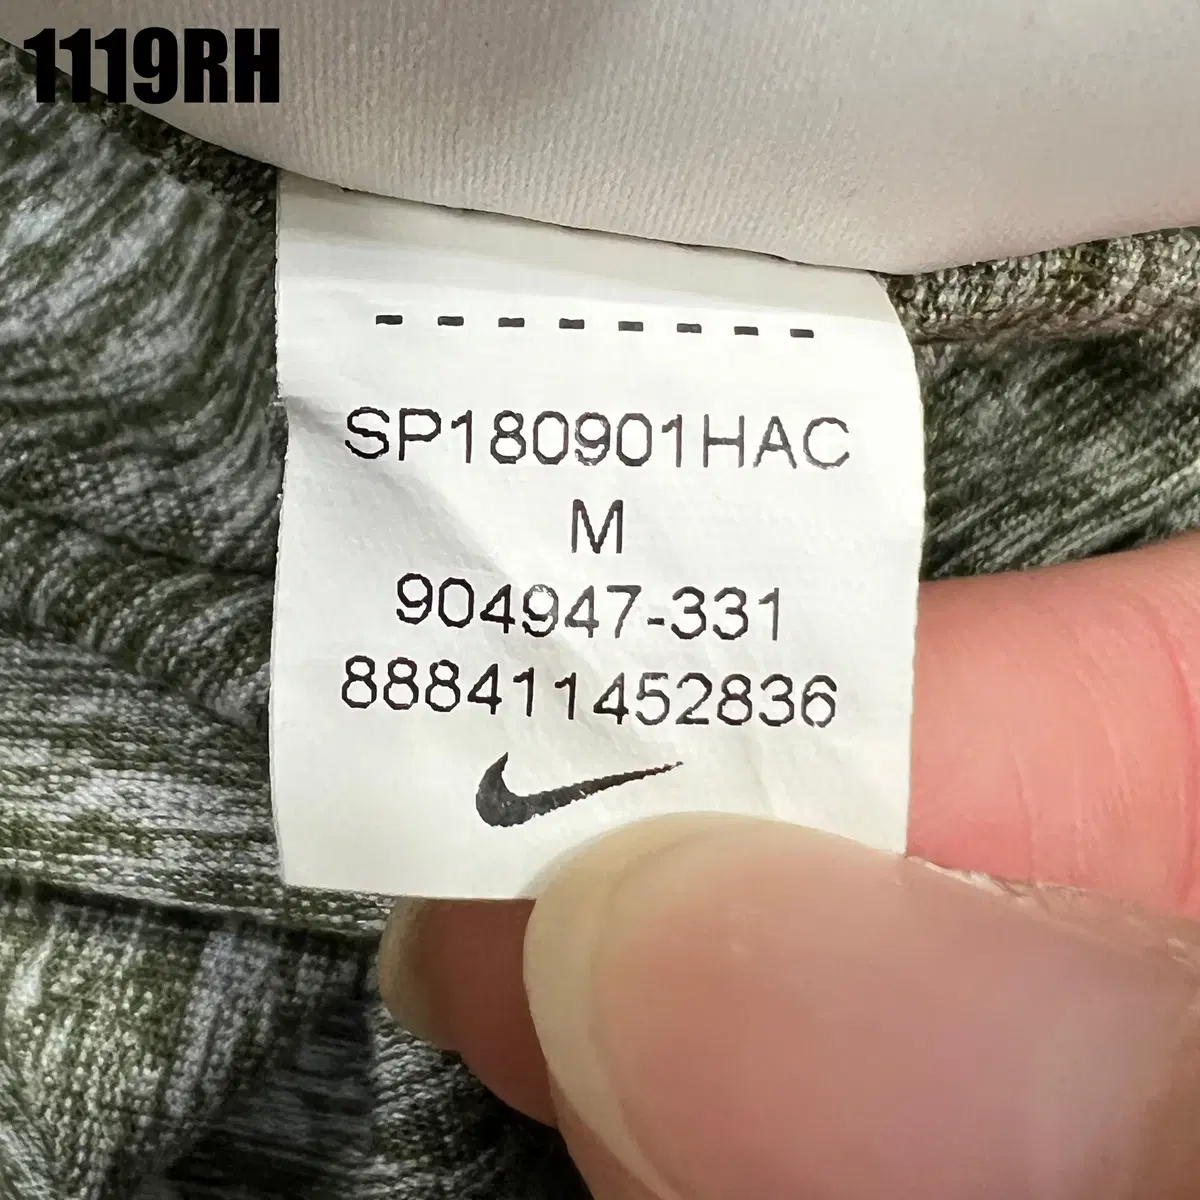 1119RH
--------
SP180901HAC
M
904947-331
888411452836